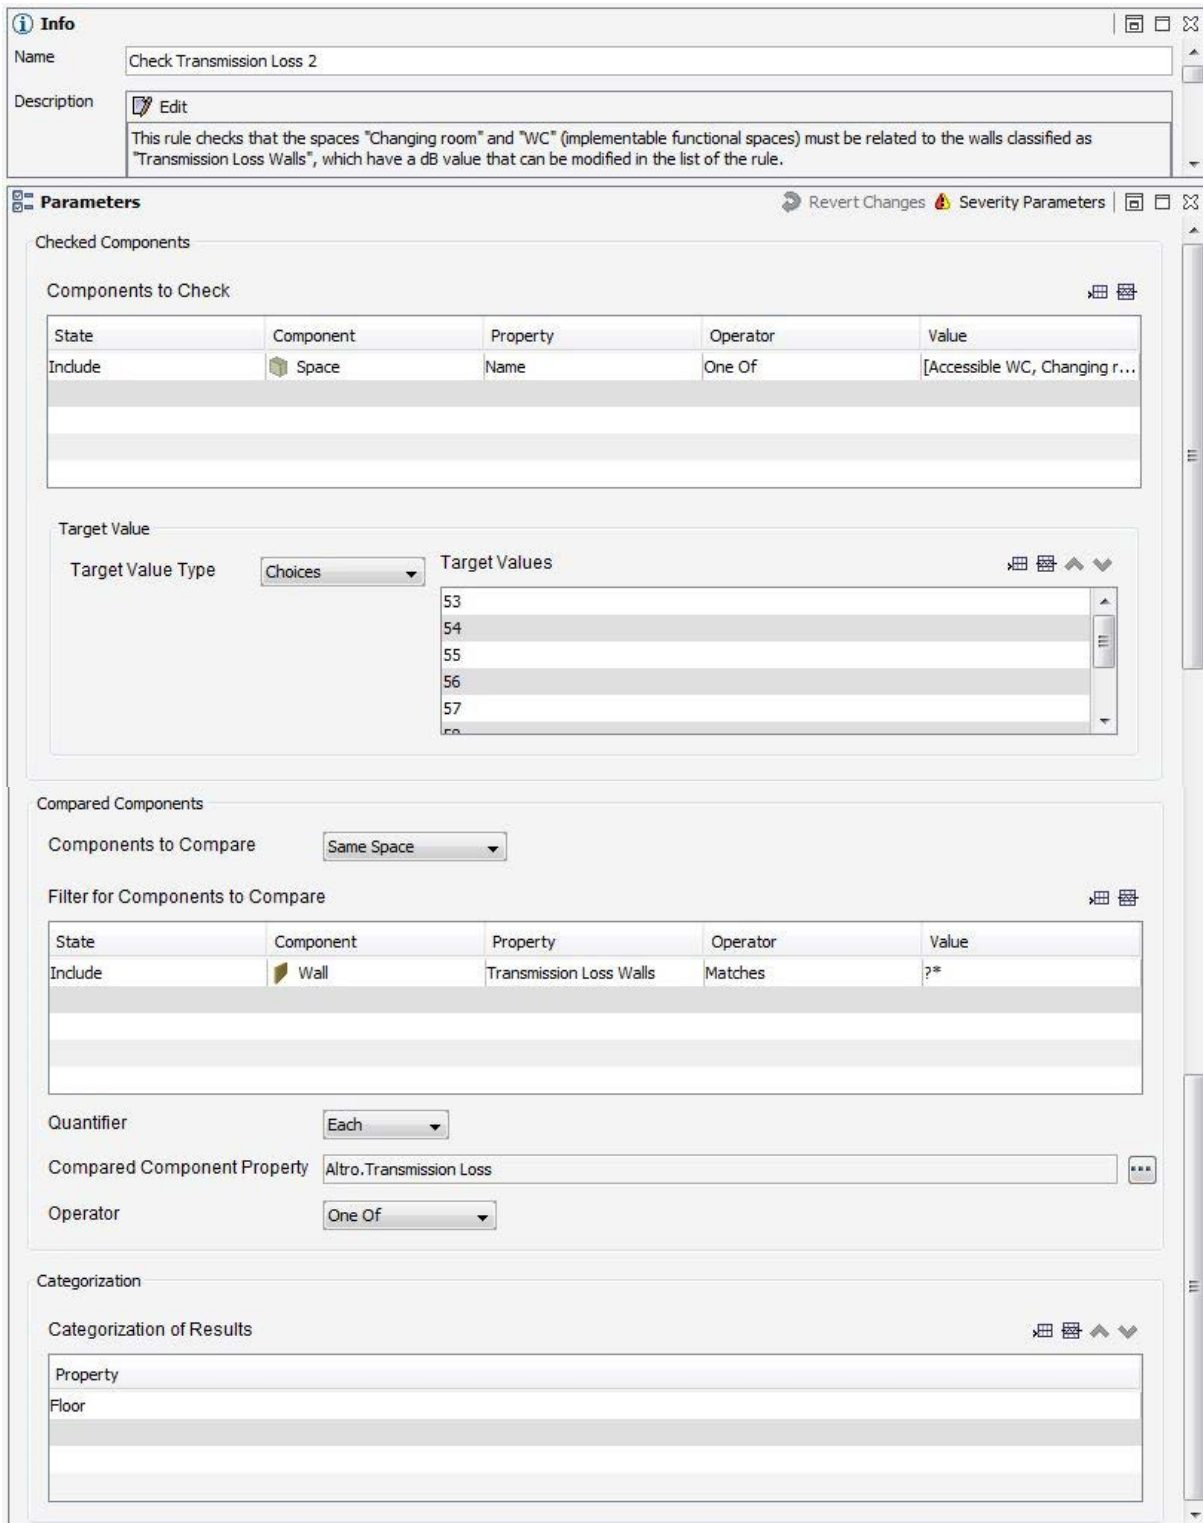 Info
Name Check Transmission Loss 2
Description Edit
This rule checks that the spaces "Changing room" and "WC" (implementable functional spaces) must be related to the walls classified as
"Transmission Loss Walls", which have a dB value that can be modified in the list of the rule.
Parameters Revert Changes Severity Parameters
Checked Components
Components to Check
State Component Property Operator Value
Include Space Name One Of [Accessible WC, Changing r...
Target Value
Target Value Type Choices Target Values
53
54
55
56
57
Compared Components
Components to Compare Same Space
Filter for Components to Compare
State Component Property Operator Value
Include Wall Transmission Loss Walls Matches ?*
Quantifier Each
Compared Component Property Altro.Transmission Loss
Operator One Of
Categorization
Categorization of Results
Property
Floor